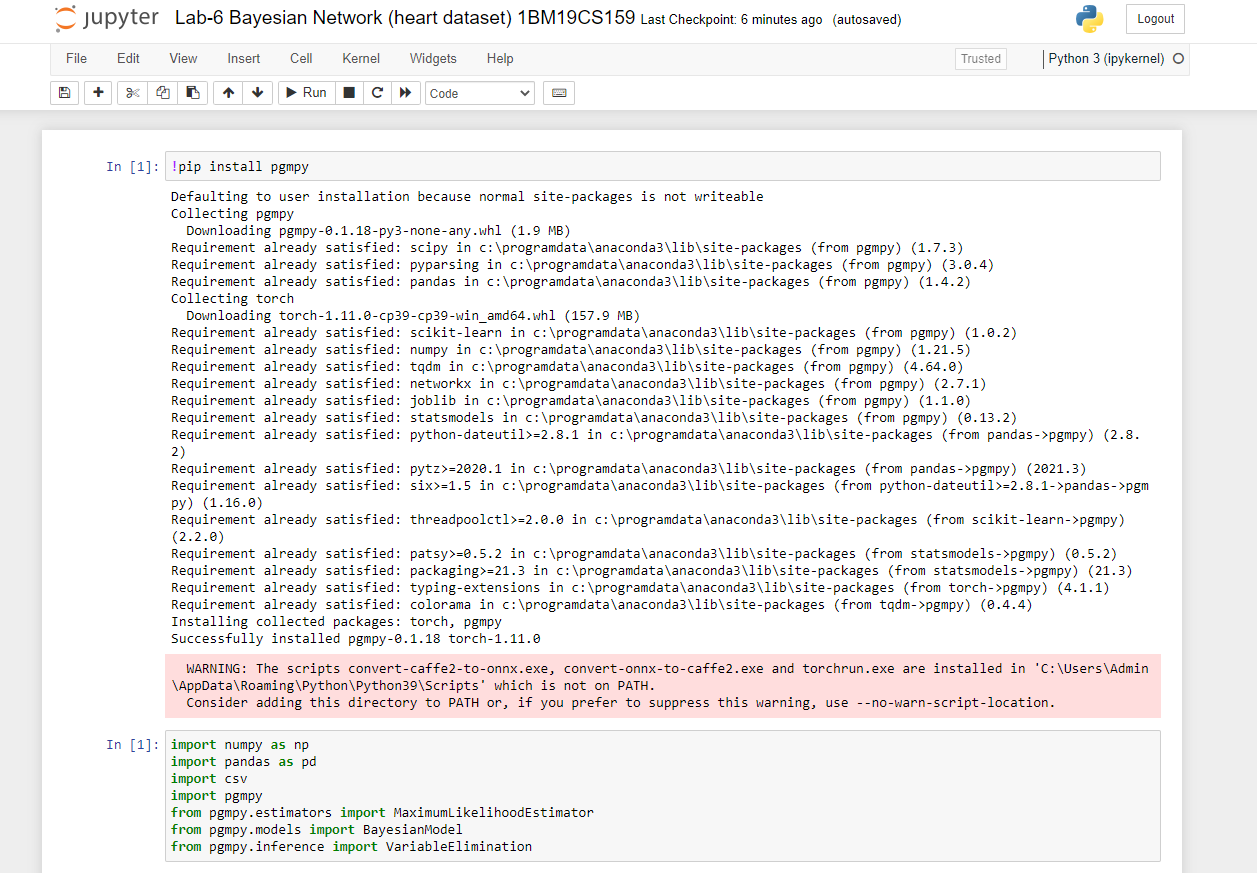 jupyter Lab-6 Bayesian Network (heart dataset) 1BM19CS159 Last Checkpoint: 6 minutes ago (autosaved) Logout
File Edit View Insert Cell Kernel Widgets Help Trusted Python 3 (ipykernel)
Run Code
In [1]: !pip install pgmpy
Defaulting to user installation because normal site-packages is not writeable
Collecting pgmpy
  Downloading pgmpy-0.1.18-py3-none-any.whl (1.9 MB)
Requirement already satisfied: scipy in c:\programdata\anaconda3\lib\site-packages (from pgmpy) (1.7.3)
Requirement already satisfied: pyparsing in c:\programdata\anaconda3\lib\site-packages (from pgmpy) (3.0.4)
Requirement already satisfied: pandas in c:\programdata\anaconda3\lib\site-packages (from pgmpy) (1.4.2)
Collecting torch
  Downloading torch-1.11.0-cp39-cp39-win_amd64.whl (157.9 MB)
Requirement already satisfied: scikit-learn in c:\programdata\anaconda3\lib\site-packages (from pgmpy) (1.0.2)
Requirement already satisfied: numpy in c:\programdata\anaconda3\lib\site-packages (from pgmpy) (1.21.5)
Requirement already satisfied: tqdm in c:\programdata\anaconda3\lib\site-packages (from pgmpy) (4.64.0)
Requirement already satisfied: networkx in c:\programdata\anaconda3\lib\site-packages (from pgmpy) (2.7.1)
Requirement already satisfied: joblib in c:\programdata\anaconda3\lib\site-packages (from pgmpy) (1.1.0)
Requirement already satisfied: statsmodels in c:\programdata\anaconda3\lib\site-packages (from pgmpy) (0.13.2)
Requirement already satisfied: python-dateutil>=2.8.1 in c:\programdata\anaconda3\lib\site-packages (from pandas->pgmpy) (2.8.
2)
Requirement already satisfied: pytz>=2020.1 in c:\programdata\anaconda3\lib\site-packages (from pandas->pgmpy) (2021.3)
Requirement already satisfied: six>=1.5 in c:\programdata\anaconda3\lib\site-packages (from python-dateutil>=2.8.1->pandas->pgm
py) (1.16.0)
Requirement already satisfied: threadpoolctl>=2.0.0 in c:\programdata\anaconda3\lib\site-packages (from scikit-learn->pgmpy)
(2.2.0)
Requirement already satisfied: patsy>=0.5.2 in c:\programdata\anaconda3\lib\site-packages (from statsmodels->pgmpy) (0.5.2)
Requirement already satisfied: packaging>=21.3 in c:\programdata\anaconda3\lib\site-packages (from statsmodels->pgmpy) (21.3)
Requirement already satisfied: typing-extensions in c:\programdata\anaconda3\lib\site-packages (from torch->pgmpy) (4.1.1)
Requirement already satisfied: colorama in c:\programdata\anaconda3\lib\site-packages (from tqdm->pgmpy) (0.4.4)
Installing collected packages: torch, pgmpy
Successfully installed pgmpy-0.1.18 torch-1.11.0
  WARNING: The scripts convert-caffe2-to-onnx.exe, convert-onnx-to-caffe2.exe and torchrun.exe are installed in 'C:\Users\Admin
\AppData\Roaming\Python\Python39\Scripts' which is not on PATH.
  Consider adding this directory to PATH or, if you prefer to suppress this warning, use --no-warn-script-location.
In [1]: import numpy as np
import pandas as pd
import csv
import pgmpy
from pgmpy.estimators import MaximumLikelihoodEstimator
from pgmpy.models import BayesianModel
from pgmpy.inference import VariableElimination